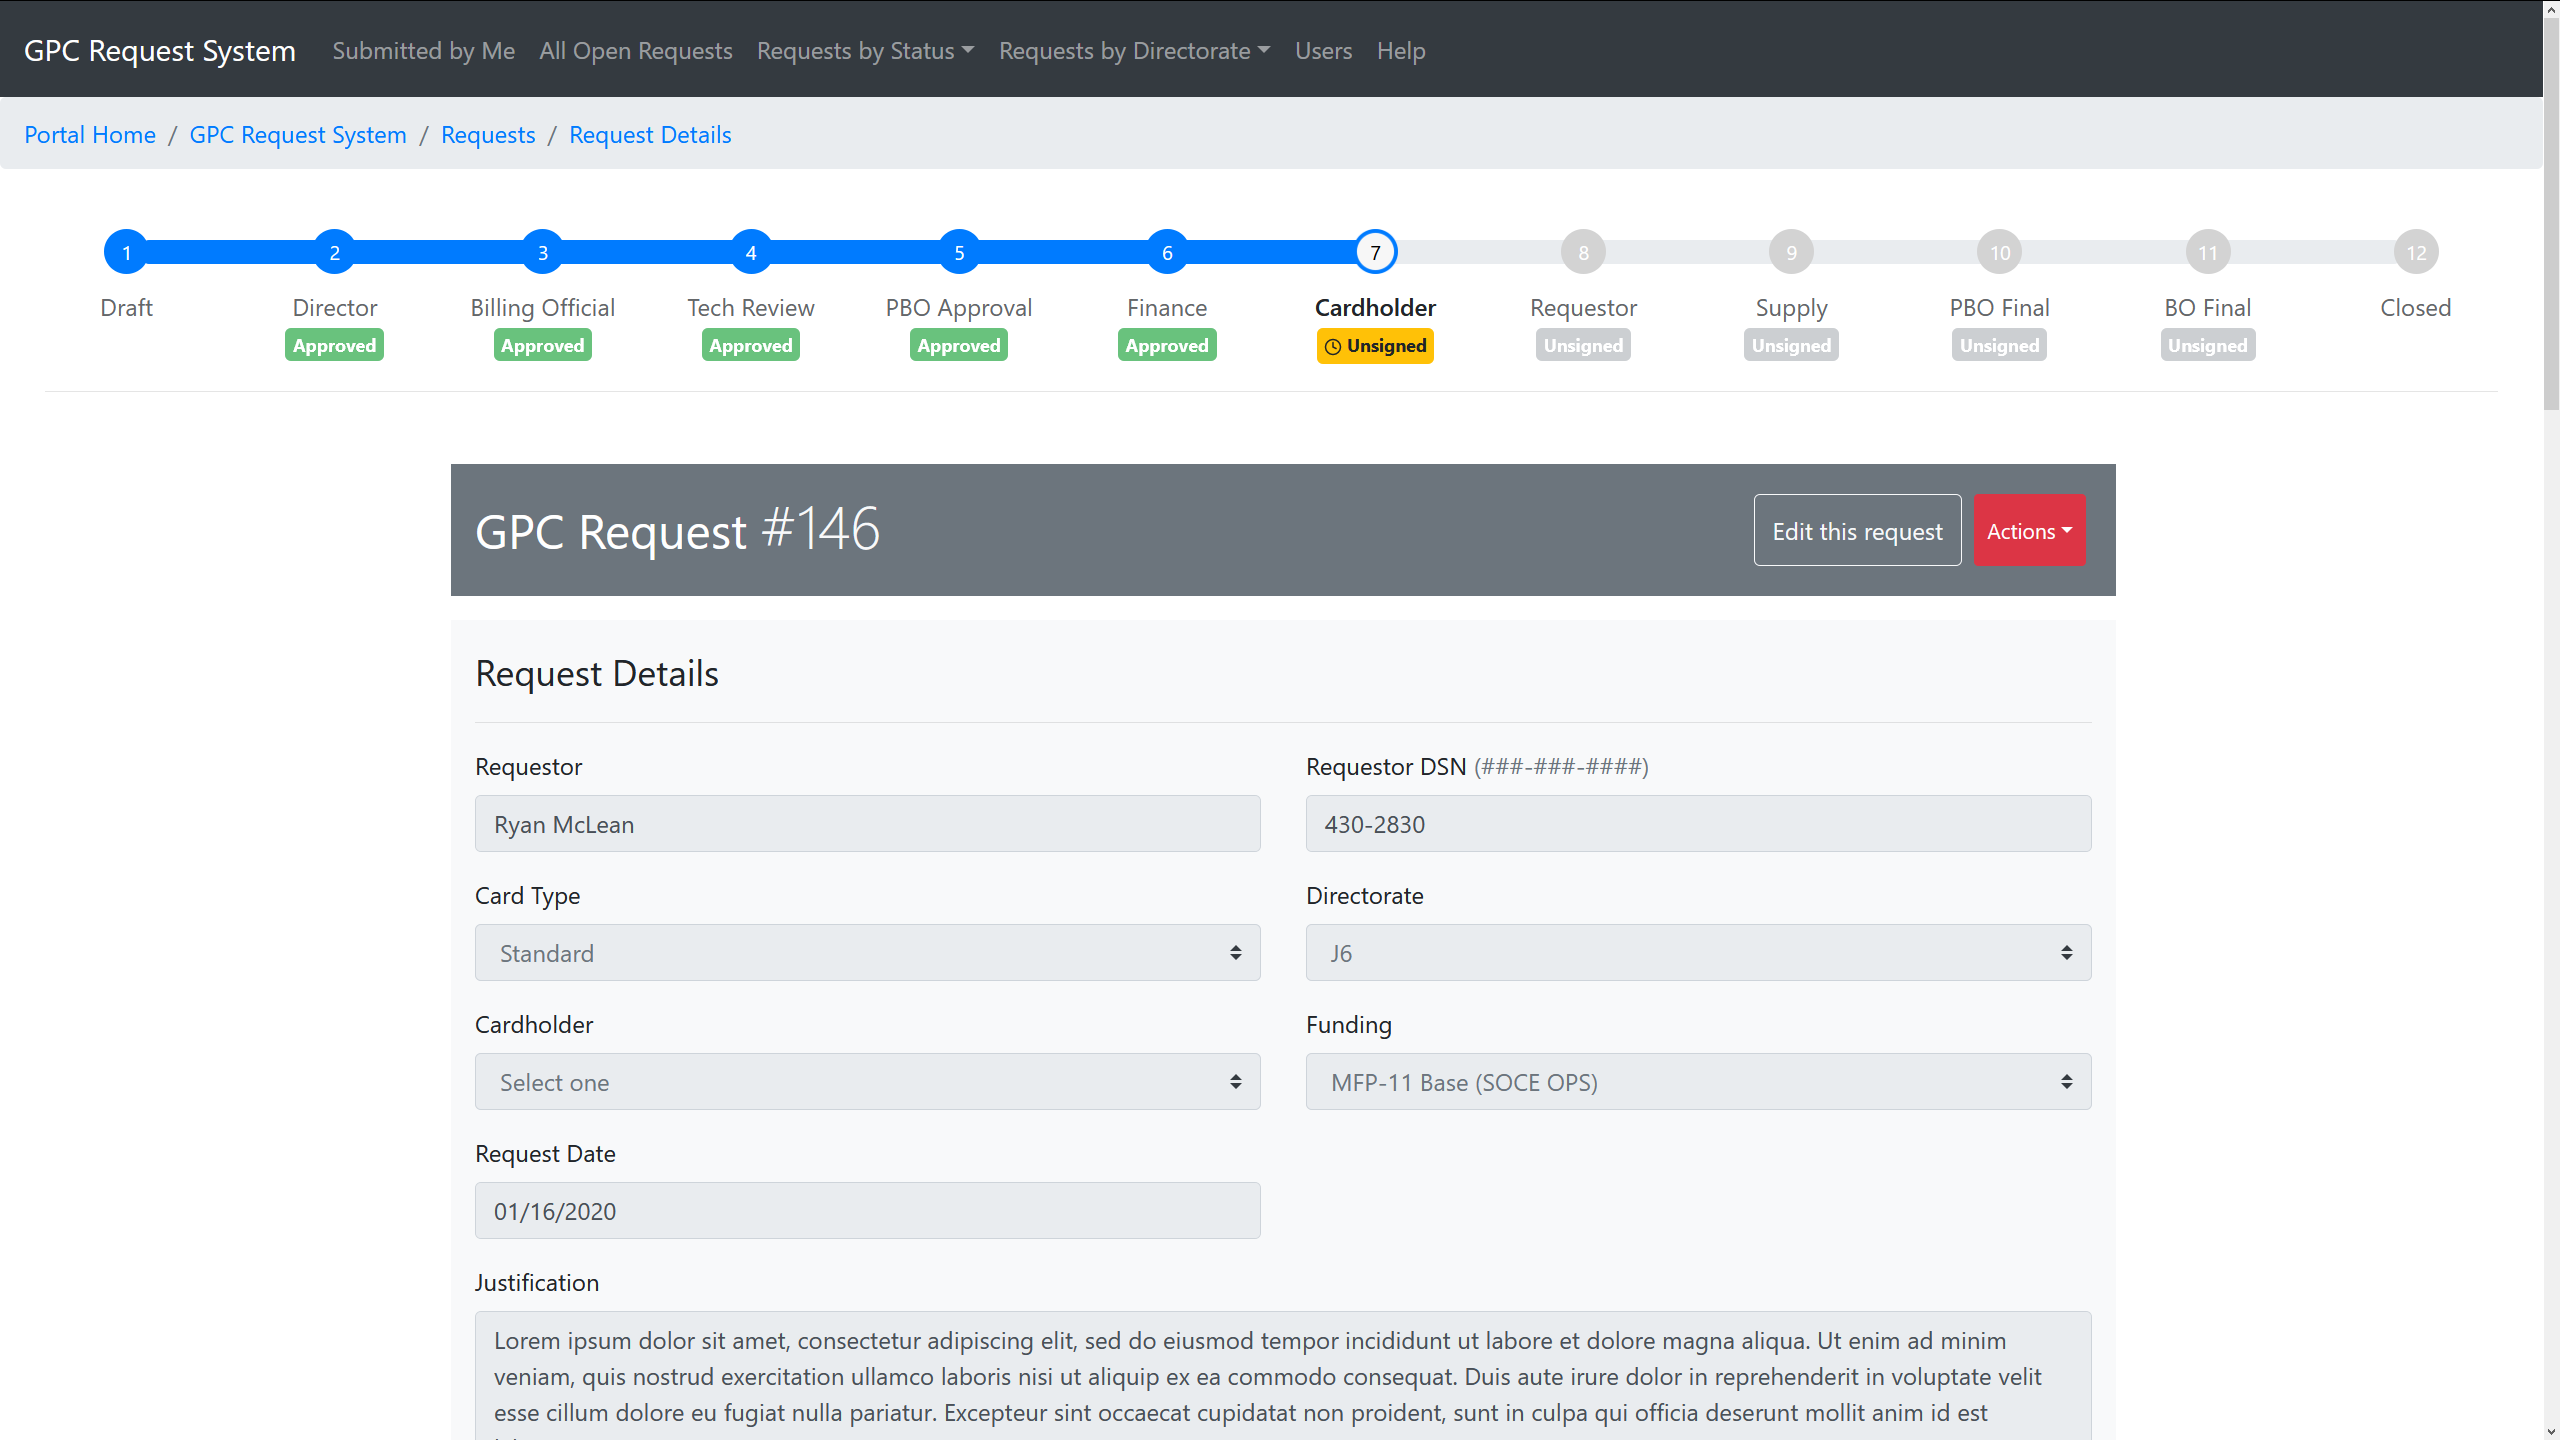 GPC Request System Submitted by Me All Open Requests Requests by Status Requests by Directorate Users Help
Portal Home / GPC Request System / Requests / Request Details
1 2 3 4 5 6 7 8 9 10 11 12
Draft Director Billing Official Tech Review PBO Approval Finance Cardholder Requestor Supply PBO Final BO Final Closed
Approved Approved Approved Approved Approved Unsigned Unsigned Unsigned Unsigned Unsigned
GPC Request #146 Edit this request Actions
Request Details
Requestor Requestor DSN (###-###-####)
Ryan McLean 430-2830
Card Type Directorate
Standard J6
Cardholder Funding
Select one MFP-11 Base (SOCE OPS)
Request Date
01/16/2020
Justification
Lorem ipsum dolor sit amet, consectetur adipiscing elit, sed do eiusmod tempor incididunt ut labore et dolore magna aliqua. Ut enim ad minim
veniam, quis nostrud exercitation ullamco laboris nisi ut aliquip ex ea commodo consequat. Duis aute irure dolor in reprehenderit in voluptate velit
esse cillum dolore eu fugiat nulla pariatur. Excepteur sint occaecat cupidatat non proident, sunt in culpa qui officia deserunt mollit anim id est